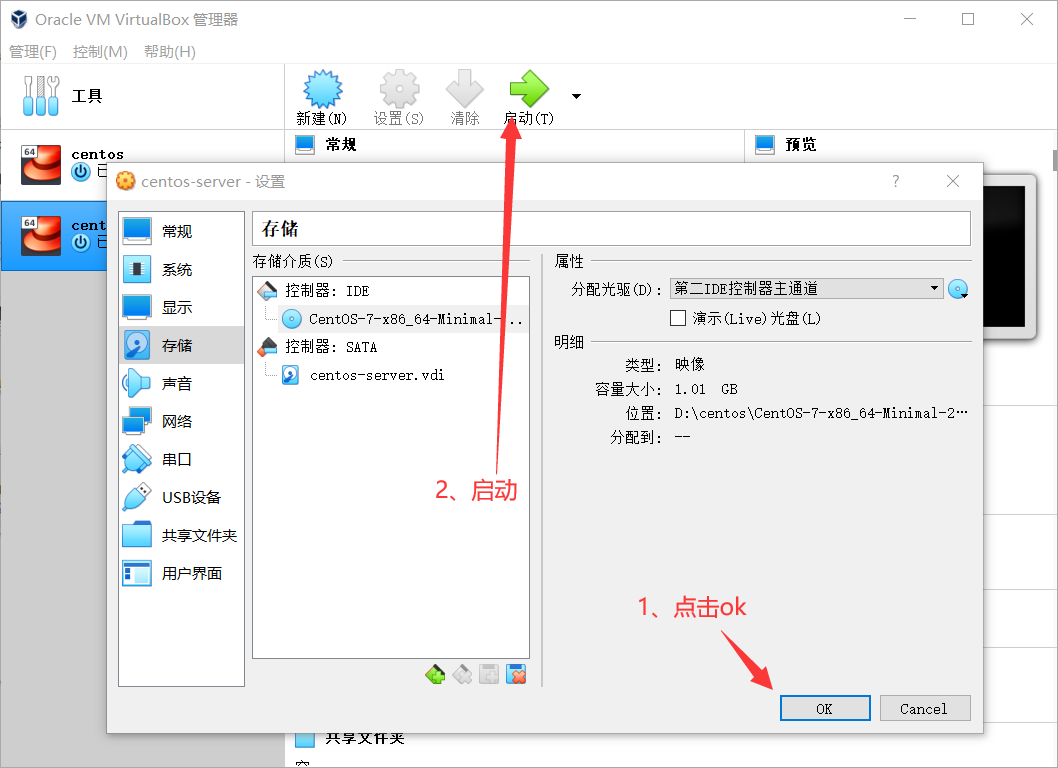 Oracle VM VirtualBox 管理器
管理(F) 控制(M) 帮助(H)
工具
新建(N) 设置(S) 清除 启动(T)
64 centos
常规
预览
centos-server - 设置
?
64 cent
常规
系统
显示
存储
声音
网络
串口
USB设备
共享文件夹
用户界面
存储
存储介质(S)
控制器: IDE
CentOS-7-x86_64-Minimal-...
控制器: SATA
centos-server.vdi
属性
分配光驱(D): 第二IDE控制器主通道
演示(Live)光盘(L)
明细
类型: 映像
容量大小: 1.01 GB
位置: D:\centos\CentOS-7-x86_64-Minimal-2…
分配到: --
2、启动
1、点击ok
OK Cancel
共享文件夹